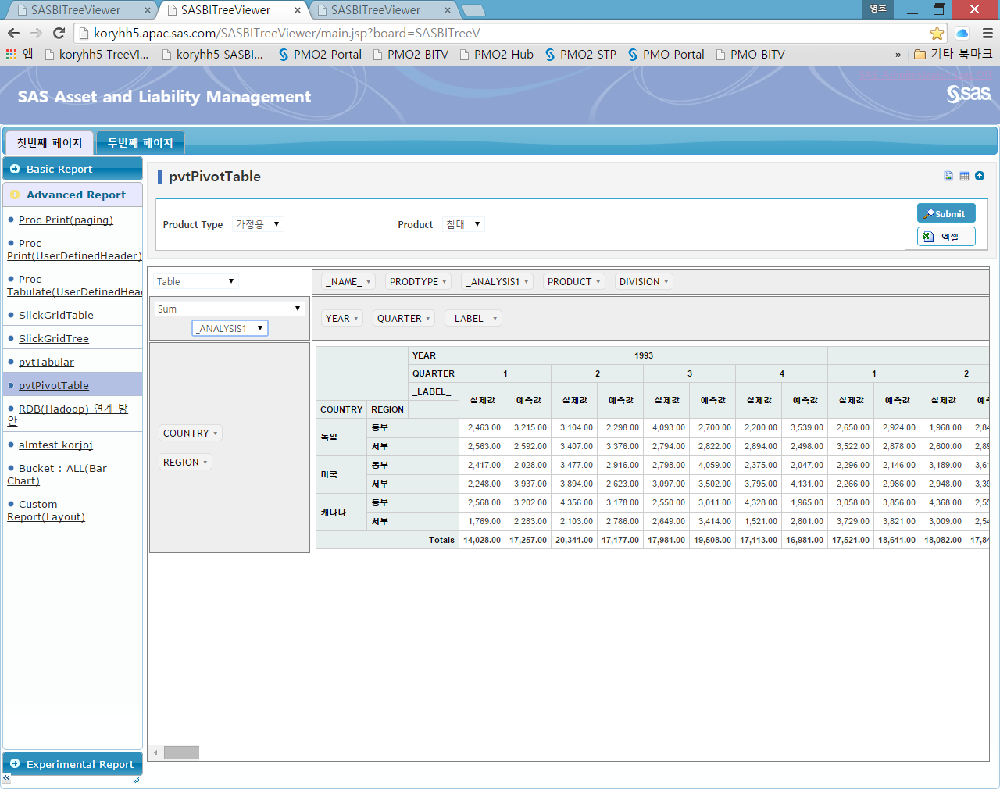 SASBITreeViewer SASBITreeViewer SASBITreeViewer 영호
koryhh5.apac.sas.com/SASBITreeViewer/main.jsp?board=SASBITreeV
앱 koryhh5 TreeVi... koryhh5 SASBI... PMO2 Portal PMO2 BITV PMO2 Hub PMO2 STP PMO Portal PMO BITV » 기타 북마크
SAS Asset and Liability Management
sas
첫번째 페이지 두번째 페이지
Basic Report
Advanced Report
Proc Print(paging)
Proc
Print(UserDefinedHeader)
Proc
Tabulate(UserDefinedHead
SlickGridTable
SlickGridTree
pvtTabular
pvtPivotTable
RDB(Hadoop) 연계 방
안
almtest korjoj
Bucket : ALL(Bar
Chart)
Custom
Report(Layout)
Experimental Report
pvtPivotTable
Product Type 가정용 Product 침대
Submit
엑셀
Table _NAME_ PRODTYPE _ANALYSIS1 PRODUCT DIVISION
Sum
_ANALYSIS1
YEAR QUARTER _LABEL_
COUNTRY
REGION
YEAR 1993
QUARTER 1 2 3 4 1 2
_LABEL_ 실제값 예측값 실제값 예측값 실제값 예측값 실제값 예측값 실제값 예측값 실제값 예측
COUNTRY REGION
독일 동부 2,463.00 3,215.00 3,104.00 2,298.00 4,093.00 2,700.00 2,200.00 3,539.00 2,650.00 2,924.00 1,968.00 2,84
서부 2,563.00 2,592.00 3,407.00 3,376.00 2,794.00 2,822.00 2,894.00 2,498.00 3,522.00 2,878.00 2,600.00 2,89
미국 동부 2,417.00 2,028.00 3,477.00 2,916.00 2,798.00 4,059.00 2,375.00 2,047.00 2,296.00 2,146.00 3,189.00 3,61
서부 2,248.00 3,937.00 3,894.00 2,623.00 3,097.00 3,502.00 3,795.00 4,131.00 2,266.00 2,986.00 2,948.00 3,39
캐나다 동부 2,568.00 3,202.00 4,356.00 3,178.00 2,550.00 3,011.00 4,328.00 1,965.00 3,058.00 3,856.00 4,368.00 2,55
서부 1,769.00 2,283.00 2,103.00 2,786.00 2,649.00 3,414.00 1,521.00 2,801.00 3,729.00 3,821.00 3,009.00 2,54
Totals 14,028.00 17,257.00 20,341.00 17,177.00 17,981.00 19,508.00 17,113.00 16,981.00 17,521.00 18,611.00 18,082.00 17,84